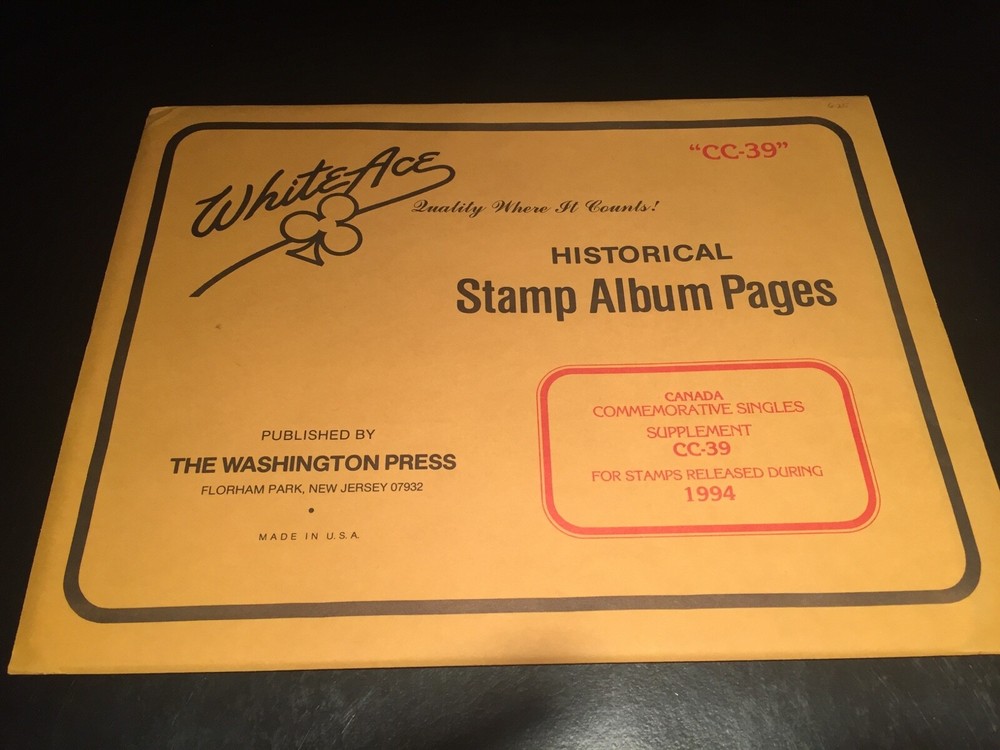 "CC-39"
White-Ace
Quality Where It Counts!
HISTORICAL
Stamp Album Pages
CANADA
COMMEMORATIVE SINGLES
SUPPLEMENT
CC-39
FOR STAMPS RELEASED DURING
1994
PUBLISHED BY
THE WASHINGTON PRESS
FLORHAM PARK, NEW JERSEY 07932
MADE IN U.S.A.